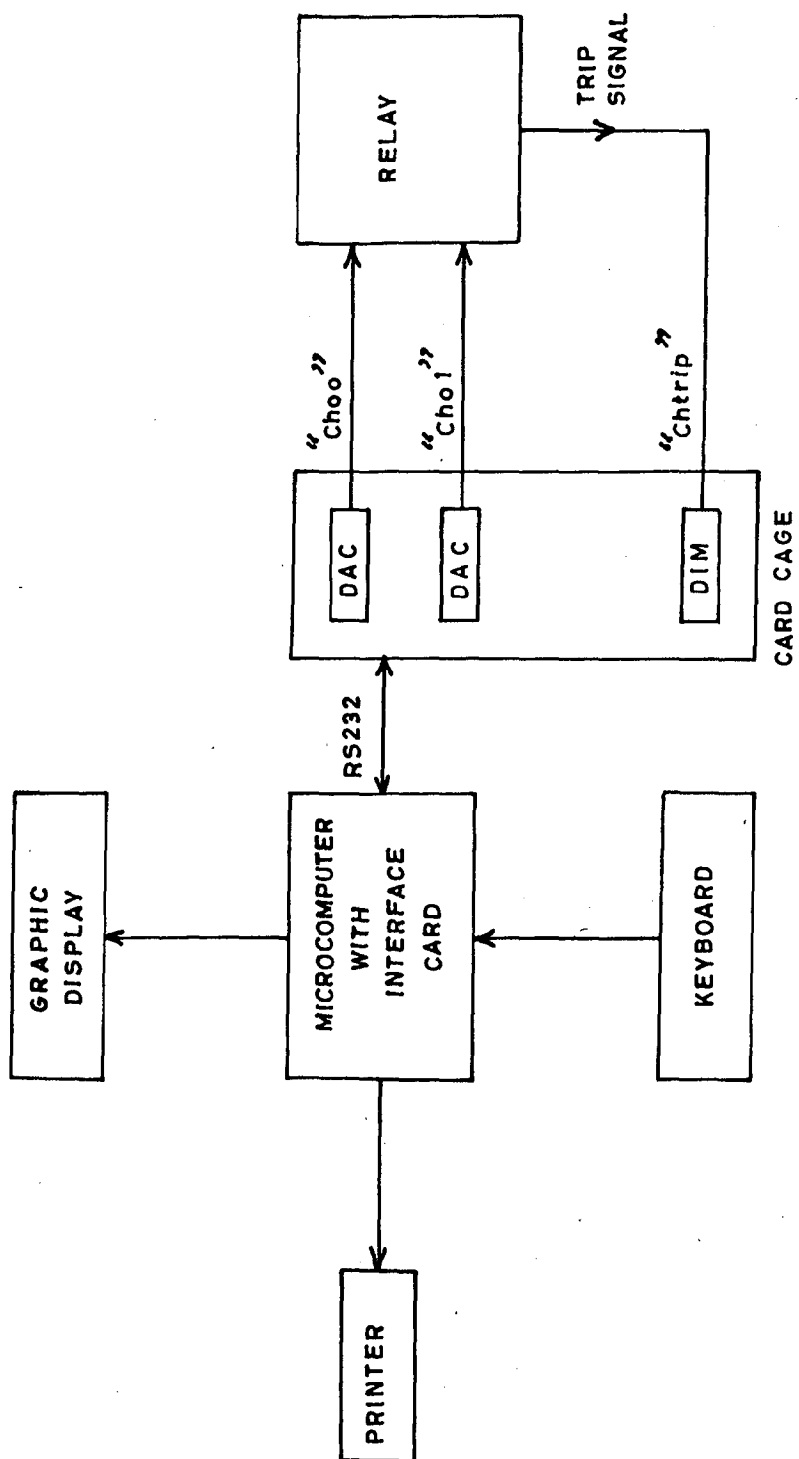 GRAPHIC
DISPLAY
PRINTER
MICROCOMPUTER
WITH
INTERFACE
CARD
KEYBOARD
RS232
DAC
DAC
DIM
CARD CAGE
“Choo”
“Cho1”
“Chtrip”
RELAY
TRIP
SIGNAL